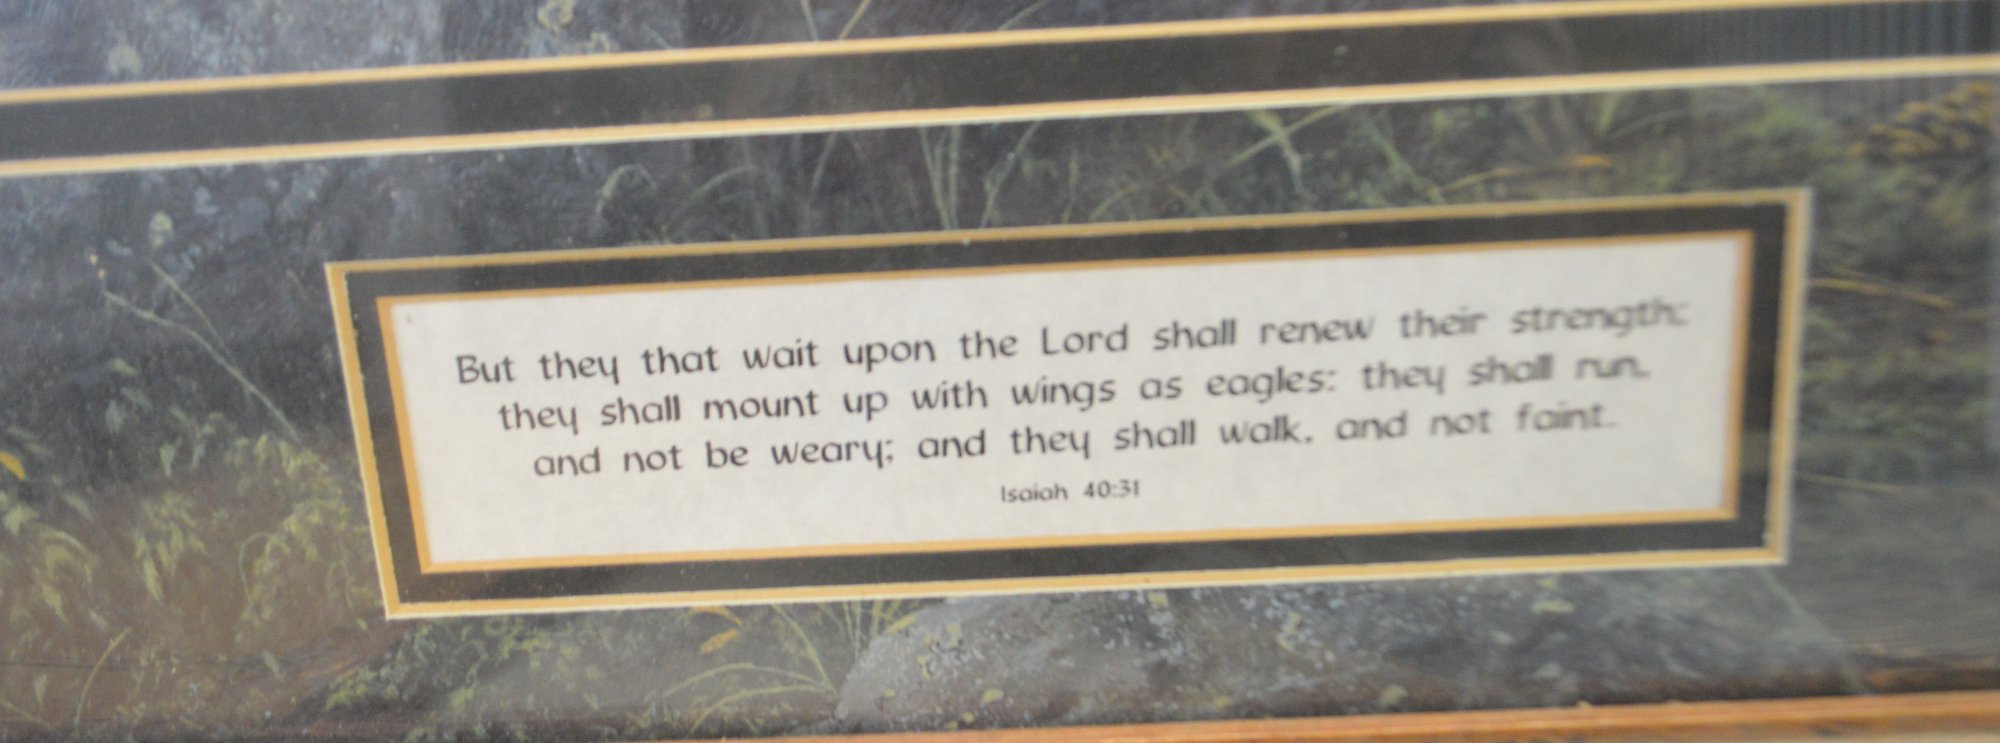 But they that wait upon the Lord shall renew their strength;
they shall mount up with wings as eagles: they shall run,
and not be weary; and they shall walk, and not faint.
Isaiah 40:31